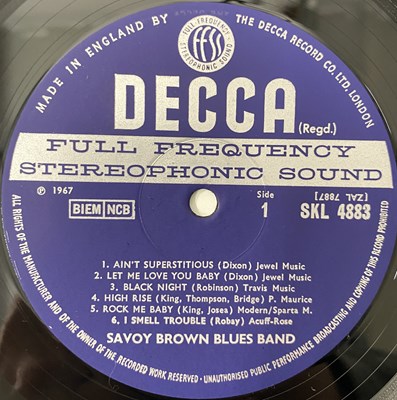 MADE IN ENGLAND BY
THE DECCA RECORD CO. LTD. LONDON
FULL FREQUENCY
ffss
STEREOPHONIC SOUND
DECCA
(Regd.)
FULL FREQUENCY
STEREOPHONIC SOUND
Ⓟ 1967
BIEM NCB
Side
1
[ZAL 7887]
SKL 4883
1. AIN'T SUPERSTITIOUS (Dixon) Jewel Music
2. LET ME LOVE YOU BABY (Dixon) Jewel Music
3. BLACK NIGHT (Robinson) Travis Music
4. HIGH RISE (King, Thompson, Bridge) P. Maurice
5. ROCK ME BABY (King, Josea) Modern/Sparta M.
6. I SMELL TROUBLE (Robay) Acuff-Rose
SAVOY BROWN BLUES BAND
ALL RIGHTS OF THE MANUFACTURER AND OF THE OWNER OF THE RECORDED WORK RESERVED · UNAUTHORISED PUBLIC PERFORMANCE BROADCASTING AND COPYING OF THIS RECORD PROHIBITED